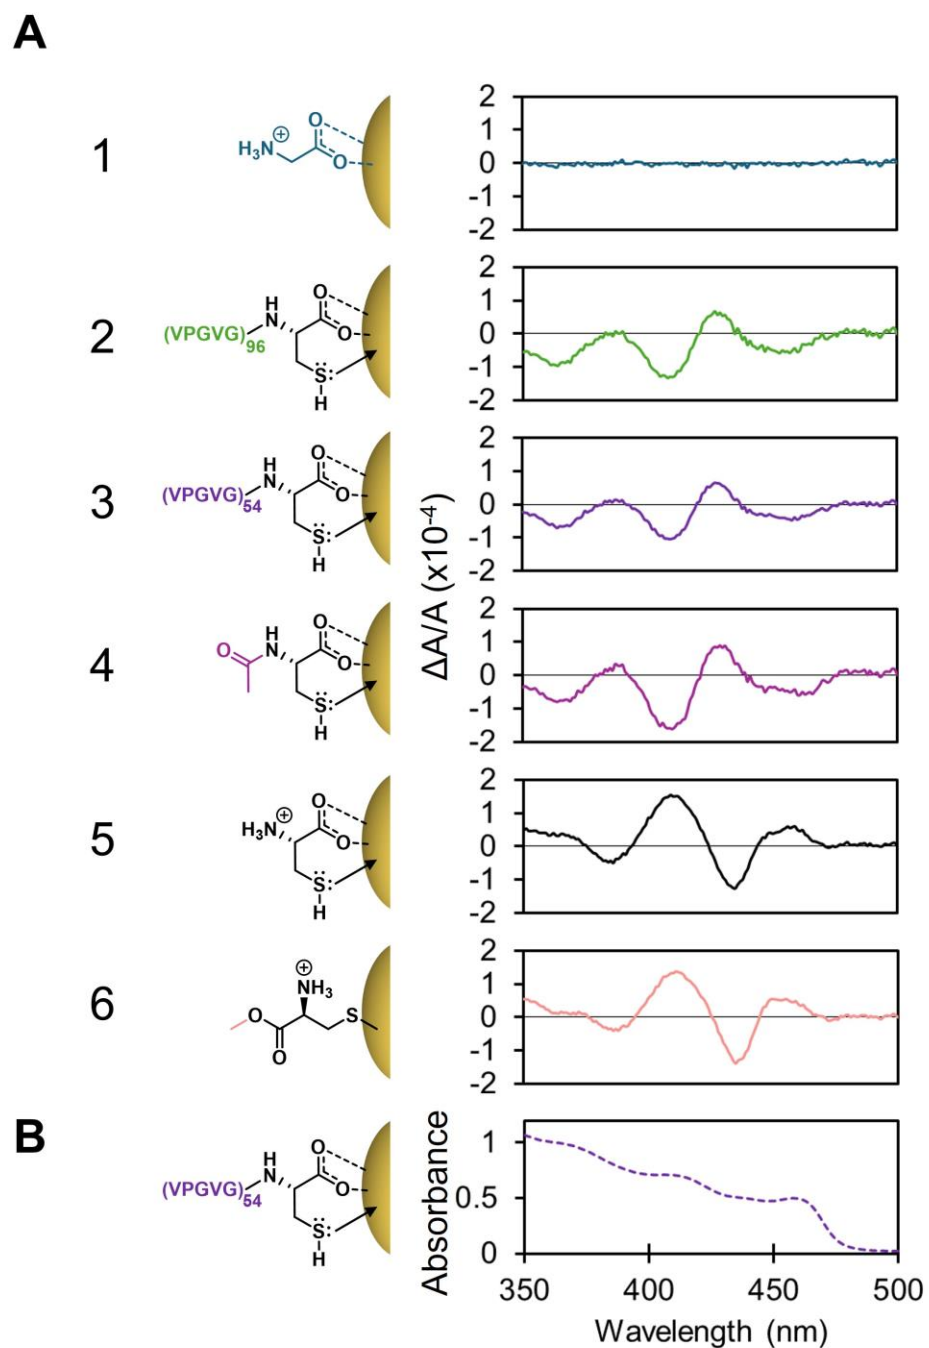 A
1
H₃N⊕ O O
2 1 0 -1 -2
2
(VPGVG)₉₆ H N O O S: H
2 1 0 -1 -2
3
(VPGVG)₅₄ H N O O S: H
2 1 0 -1 -2
ΔA/A (x10⁻⁴)
4
O H N O O S: H
2 1 0 -1 -2
5
H₃N⊕ O O S: H
2 1 0 -1 -2
6
O O ⊕ NH₃ S
2 1 0 -1 -2
B
(VPGVG)₅₄ H N O O S: H
Absorbance
1 0.5 0
350 400 450 500
Wavelength (nm)